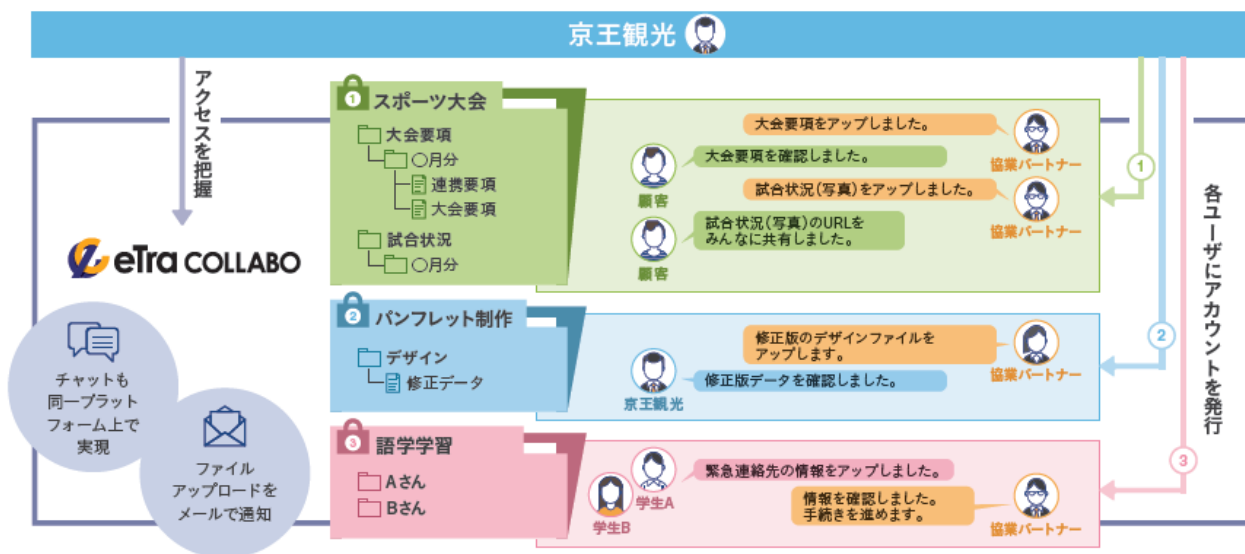 京王観光
アクセスを把握
eTra COLLABO
チャットも
同一プラット
フォーム上で
実現
ファイル
アップロードを
メールで通知
1
スポーツ大会
大会要項
〇月分
連携要項
大会要項
試合状況
〇月分
大会要項をアップしました。
協業パートナー
大会要項を確認しました。
顧客
試合状況(写真)をアップしました。
協業パートナー
試合状況(写真)のURLを
みんなに共有しました。
顧客
2
パンフレット制作
デザイン
修正データ
修正版のデザインファイルを
アップします。
協業パートナー
修正版データを確認しました。
京王観光
3
語学学習
Aさん
Bさん
緊急連絡先の情報をアップしました。
学生A
学生B
情報を確認しました。
手続きを進めます。
協業パートナー
1
2
3
各ユーザにアカウントを発行